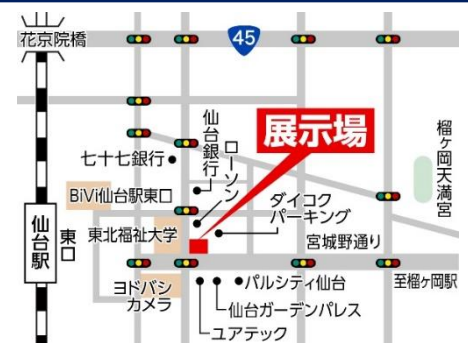 花京院橋
45
仙台銀行
ローソン
展示場
榴ヶ岡天満宮
七十七銀行
BiVi仙台駅東口
ダイコク
パーキング
仙台駅
東口
東北福祉大学
宮城野通り
ヨドバシ
カメラ
パルシティ仙台
至榴ヶ岡駅
仙台ガーデンパレス
ユアテック